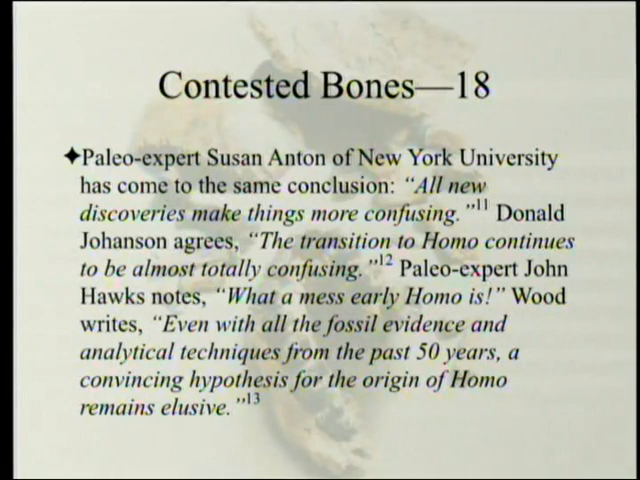 Contested Bones—18
✦Paleo-expert Susan Anton of New York University
has come to the same conclusion: “All new
discoveries make things more confusing.”11 Donald
Johanson agrees, “The transition to Homo continues
to be almost totally confusing.”12 Paleo-expert John
Hawks notes, “What a mess early Homo is!” Wood
writes, “Even with all the fossil evidence and
analytical techniques from the past 50 years, a
convincing hypothesis for the origin of Homo
remains elusive.”13